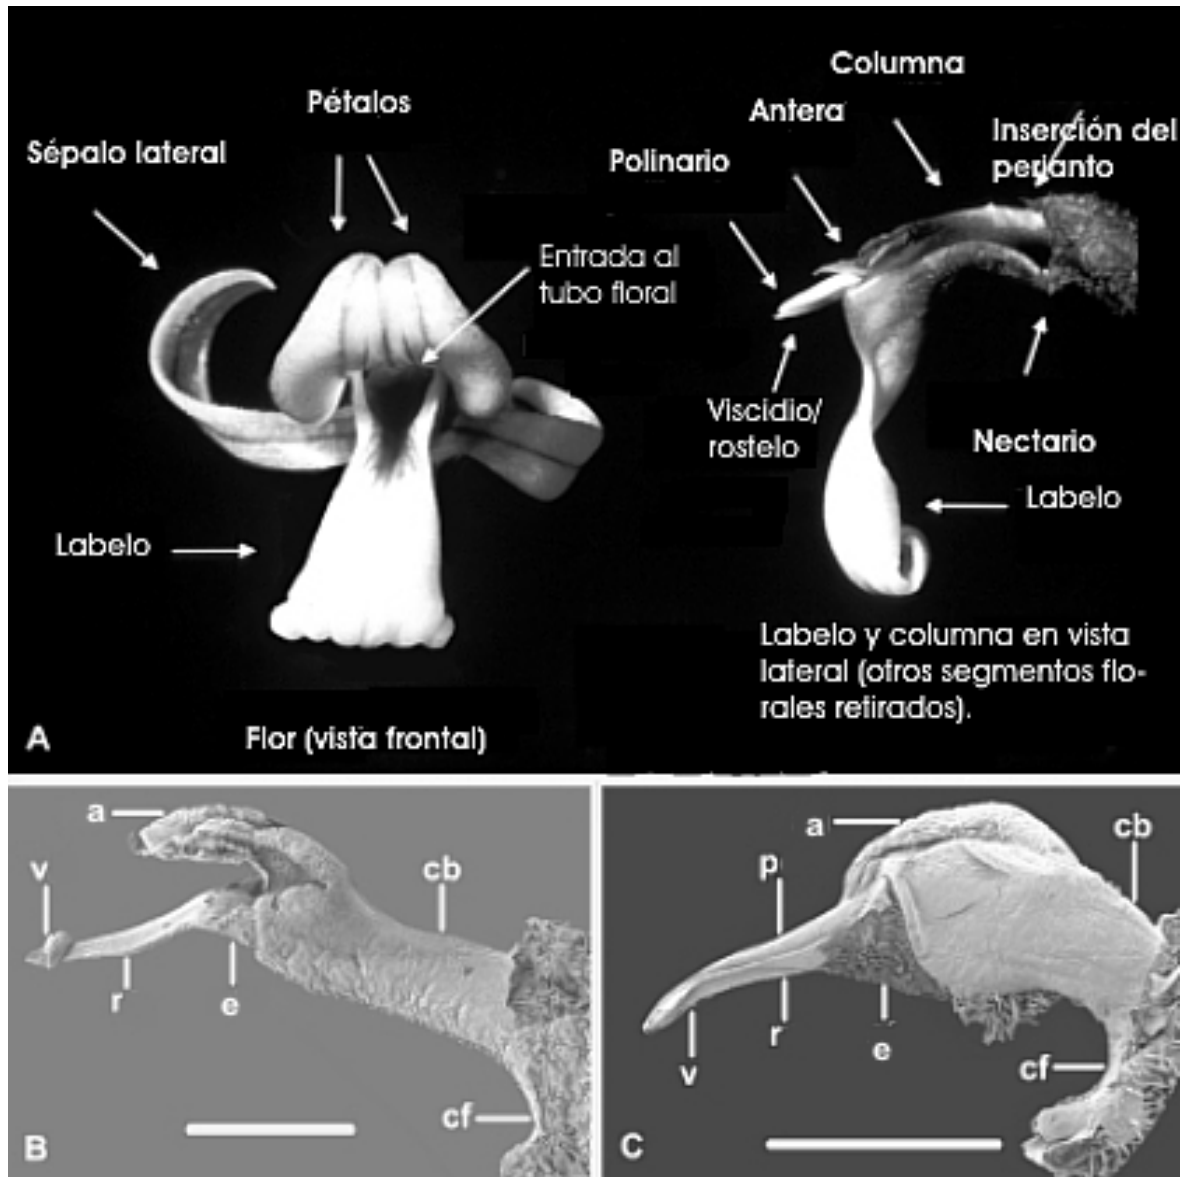 Pétalos
Sépalo lateral
Entrada al
tubo floral
Labelo
Flor (vista frontal)
A
Columna
Antera
Inserción del
perianto
Polinario
Viscidio/
rostelo
Nectario
Labelo
Labelo y columna en vista
lateral (otros segmentos flo-
rales retirados).
a
v
cb
r
e
cf
B
a
cb
p
r
e
v
cf
C